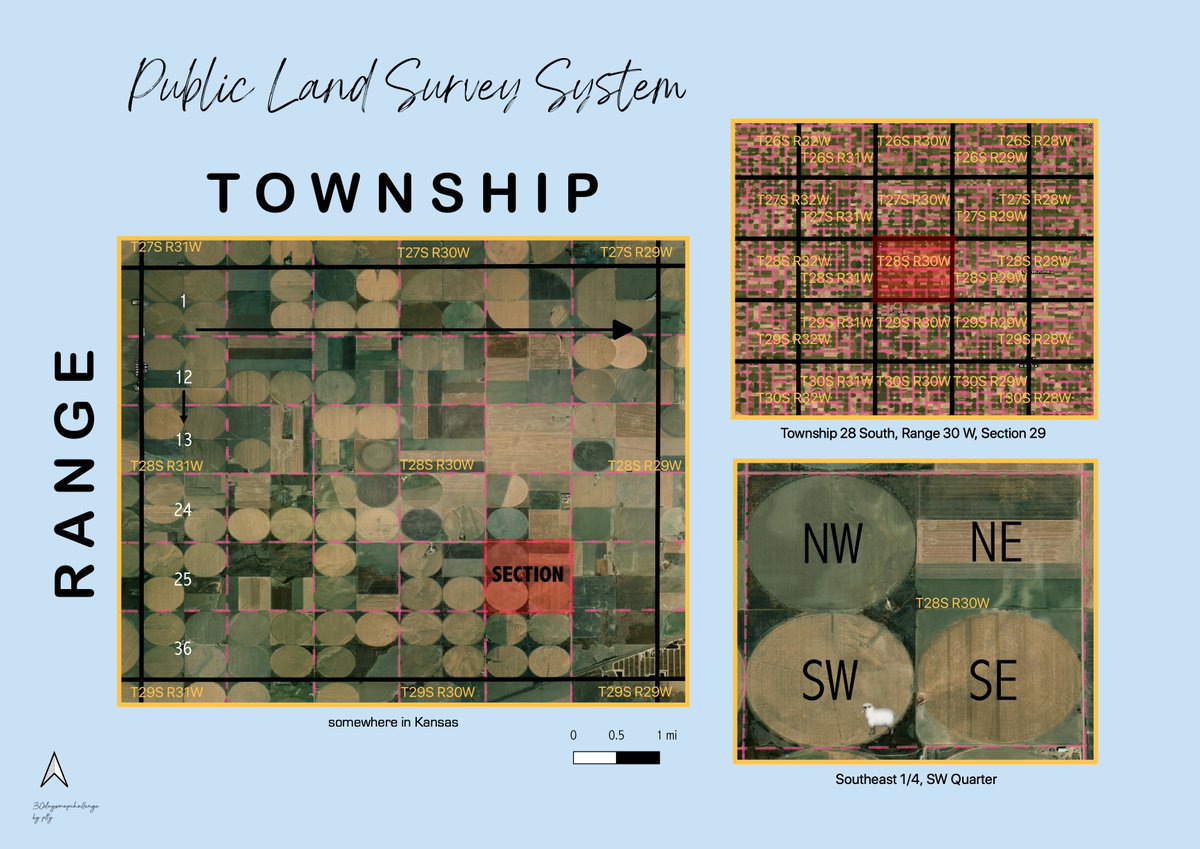 Public Land Survey System
TOWNSHIP
RANGE
T27S R31W T27S R30W T27S R29W
1
12
13
T28S R31W T28S R30W T28S R29W
24
SECTION
25
36
T29S R31W T29S R30W T29S R29W
somewhere in Kansas
0 0.5 1 mi
30daymapchallenge
by
T26S R32W T26S R30W T26S R28W
T26S R31W T26S R29W
T27S R32W T27S R30W T27S R28W
T27S R31W T27S R29W
T28S R32W T28S R30W T28S R28W
T28S R31W T28S R29W
T29S R31W T29S R30W T29S R29W
T29S R32W T29S R28W
T30S R31W T30S R30W T30S R29W
T30S R32W T30S R28W
Township 28 South, Range 30 W, Section 29
NW NE
T28S R30W
SW SE
Southeast 1/4, SW Quarter